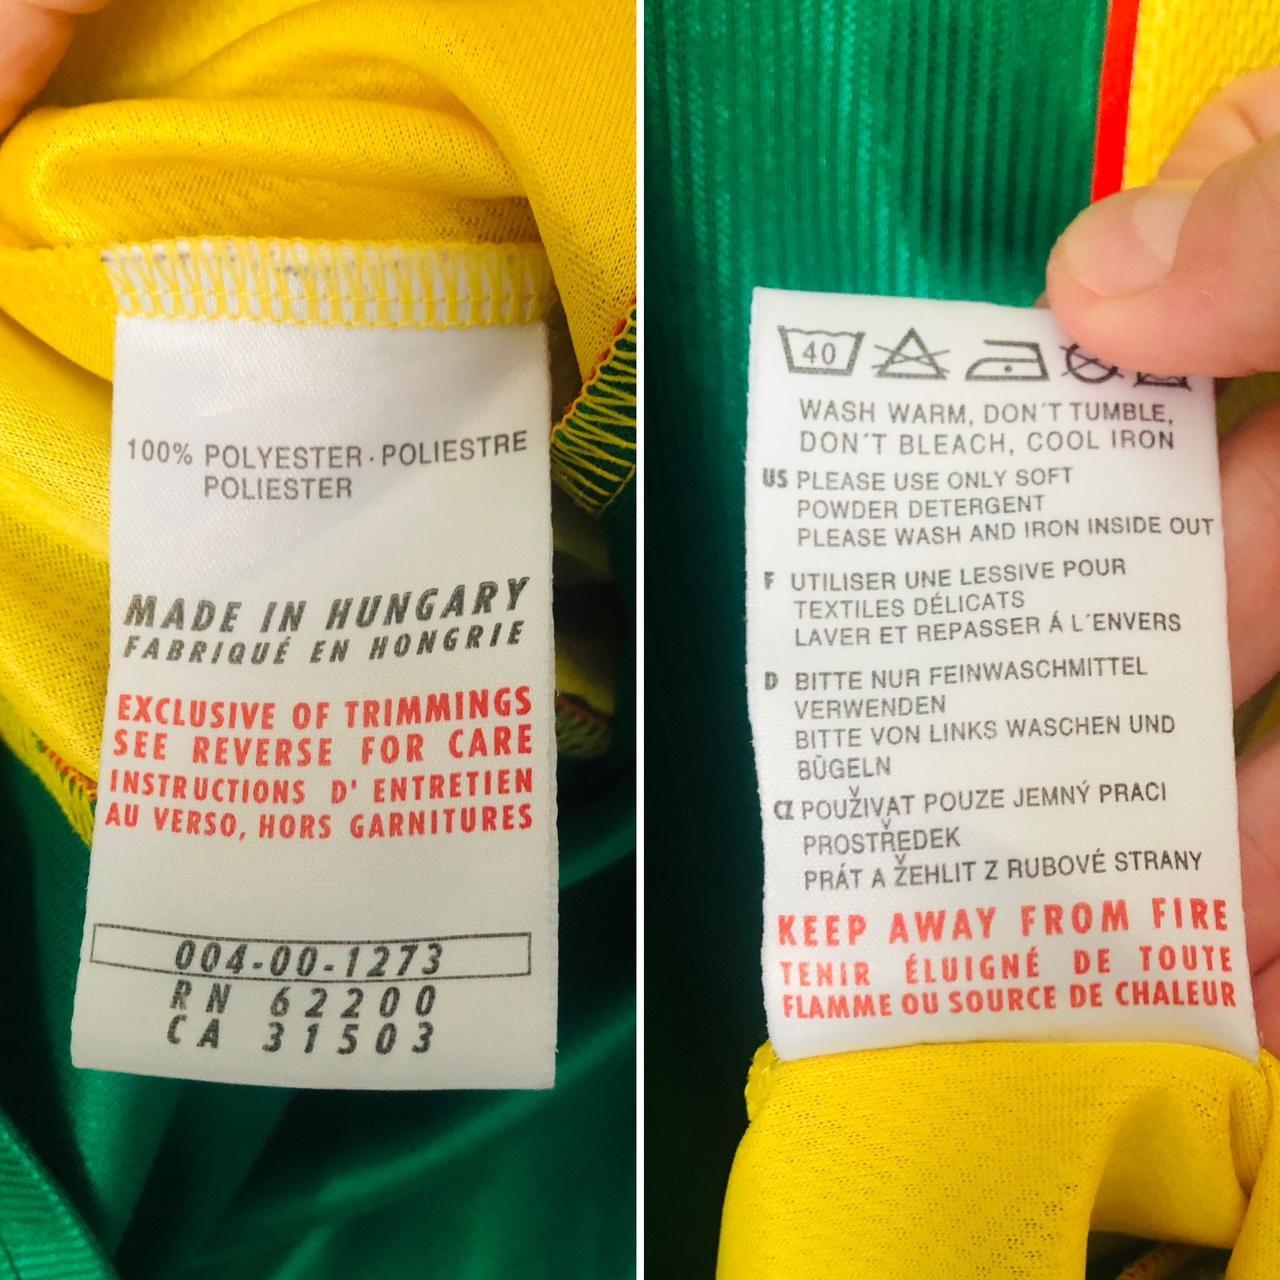 100% POLYESTER · POLIESTRE
POLIESTER
MADE IN HUNGARY
FABRIQUÉ EN HONGRIE
EXCLUSIVE OF TRIMMINGS
SEE REVERSE FOR CARE
INSTRUCTIONS D' ENTRETIEN
AU VERSO, HORS GARNITURES
004-00-1273
RN 62200
CA 31503
40
WASH WARM, DON´T TUMBLE,
DON´T BLEACH, COOL IRON
US PLEASE USE ONLY SOFT
POWDER DETERGENT
PLEASE WASH AND IRON INSIDE OUT
F UTILISER UNE LESSIVE POUR
TEXTILES DÉLICATS
LAVER ET REPASSER Á L´ENVERS
D BITTE NUR FEINWASCHMITTEL
VERWENDEN
BITTE VON LINKS WASCHEN UND
BÜGELN
CZ POUŽIVAT POUZE JEMNÝ PRACI
PROSTŘEDEK
PRÁT A ŽEHLIT Z RUBOVÉ STRANY
KEEP AWAY FROM FIRE
TENIR ÉLUIGNÉ DE TOUTE
FLAMME OU SOURCE DE CHALEUR